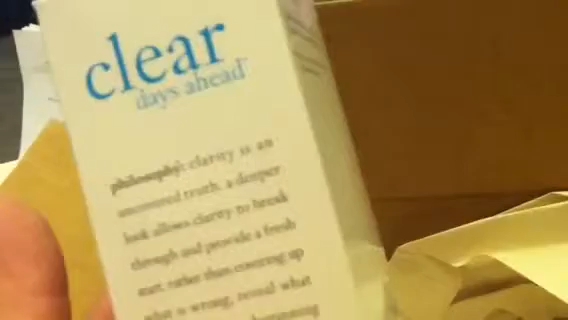 clear
days ahead™
philosophy: clarity is an
uncovered truth. a deeper
look allows clarity to break
through and provide a fresh
start. rather than covering up
what is wrong, reveal what